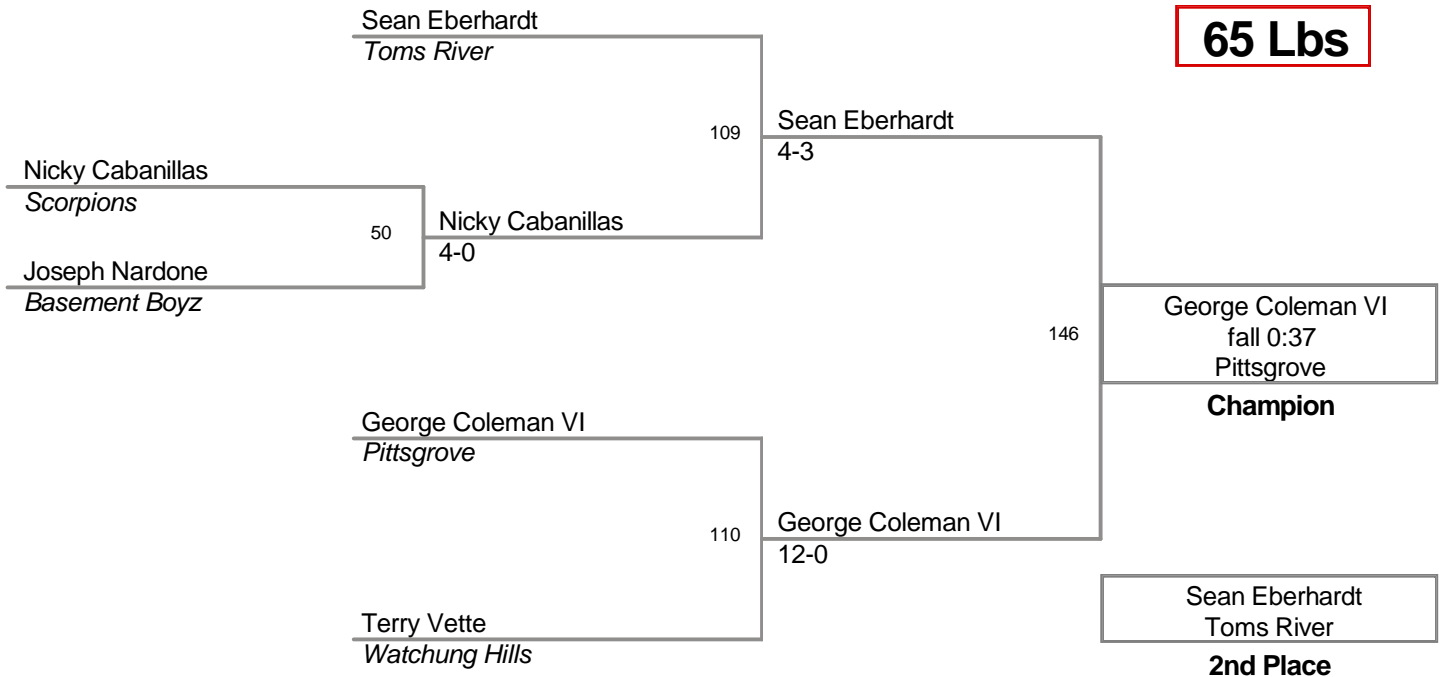 Sean Eberhardt
Toms River
65 Lbs
109
Sean Eberhardt
4-3
Nicky Cabanillas
Scorpions
50
Nicky Cabanillas
4-0
Joseph Nardone
Basement Boyz
146
George Coleman VI
fall 0:37
Pittsgrove
Champion
George Coleman VI
Pittsgrove
110
George Coleman VI
12-0
Terry Vette
Watchung Hills
Sean Eberhardt
Toms River
2nd Place